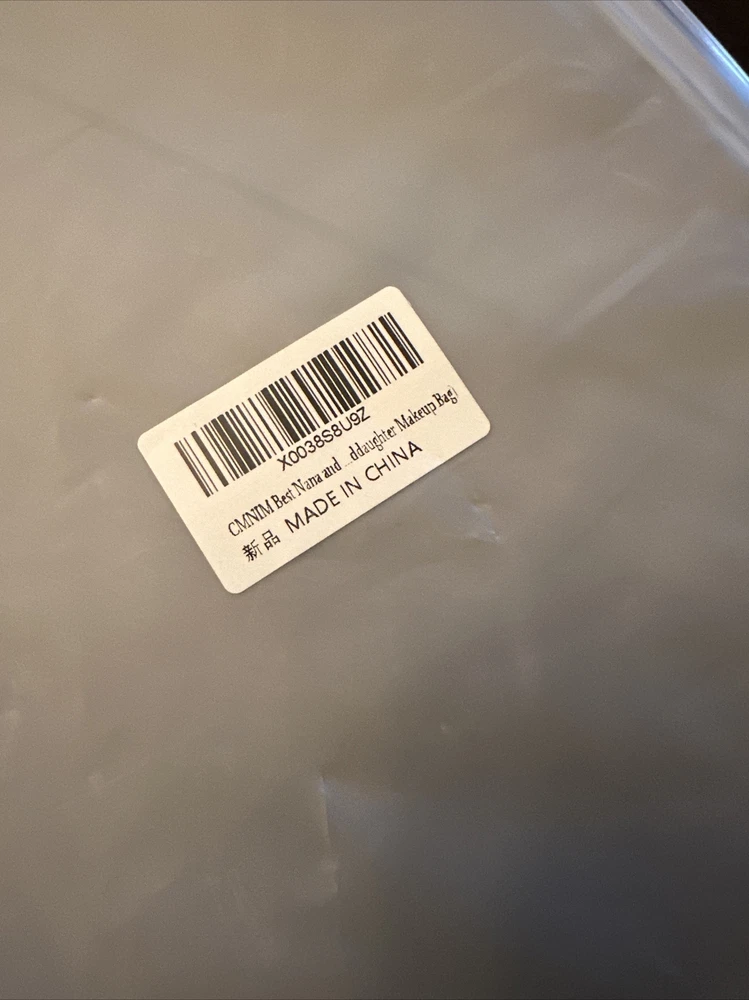 X0038S8U9Z
CMNIM Best Nana and ...ddaughter Makeup Bag)
新品 MADE IN CHINA